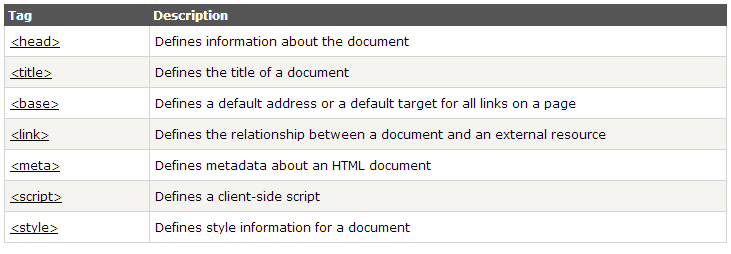 Tag Description
<head> Defines information about the document
<title> Defines the title of a document
<base> Defines a default address or a default target for all links on a page
<link> Defines the relationship between a document and an external resource
<meta> Defines metadata about an HTML document
<script> Defines a client-side script
<style> Defines style information for a document